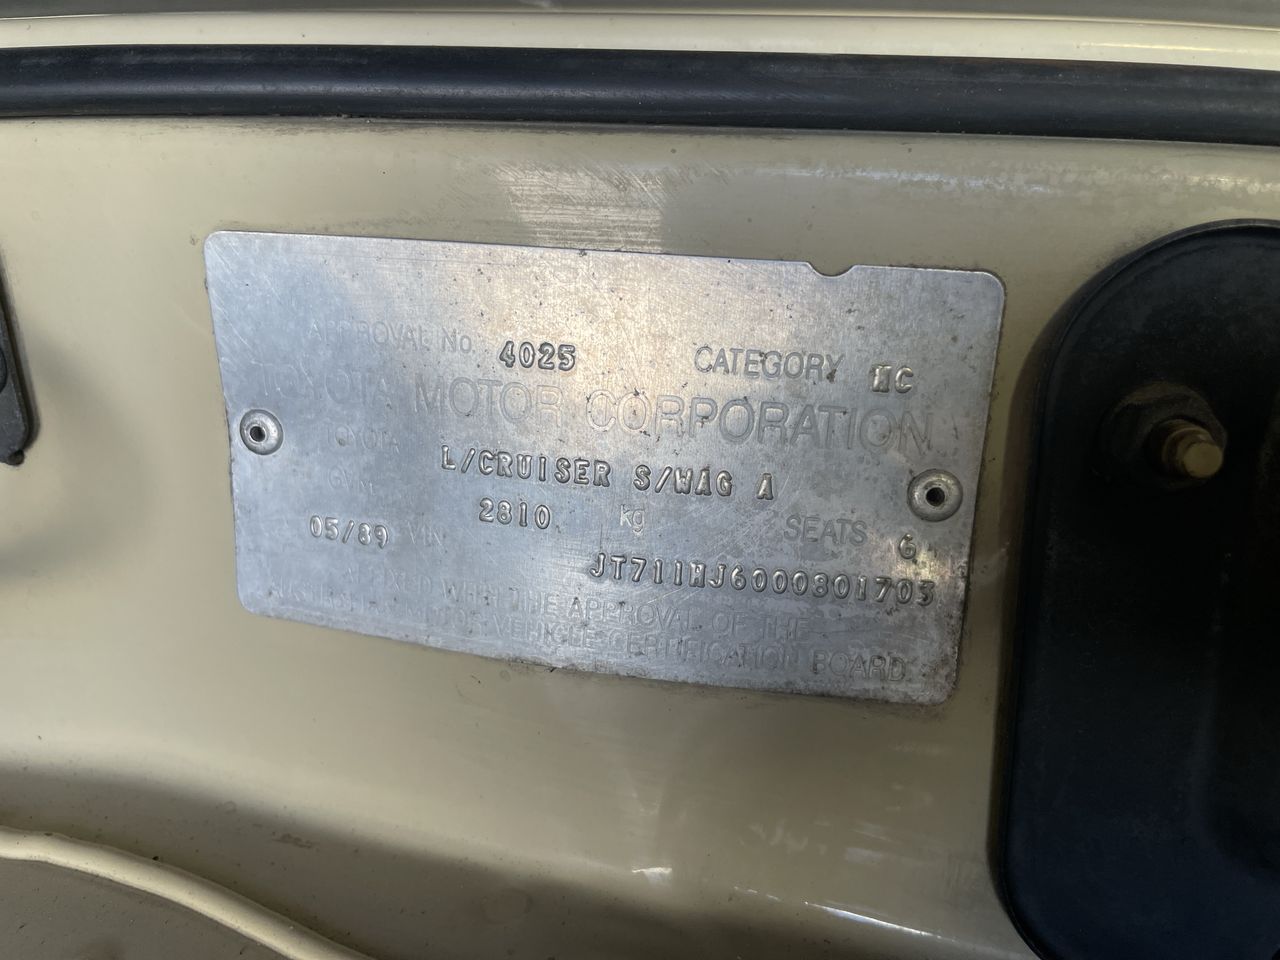 APPROVAL No. 4025 CATEGORY MC
TOYOTA MOTOR CORPORATION
TOYOTA L/CRUISER S/WAG A
GVM 2810 kg SEATS 6
05/89 VIN JT711HJ6000801703
AFFIXED WITH THE APPROVAL OF THE
AUSTRALIAN MOTOR VEHICLE CERTIFICATION BOARD